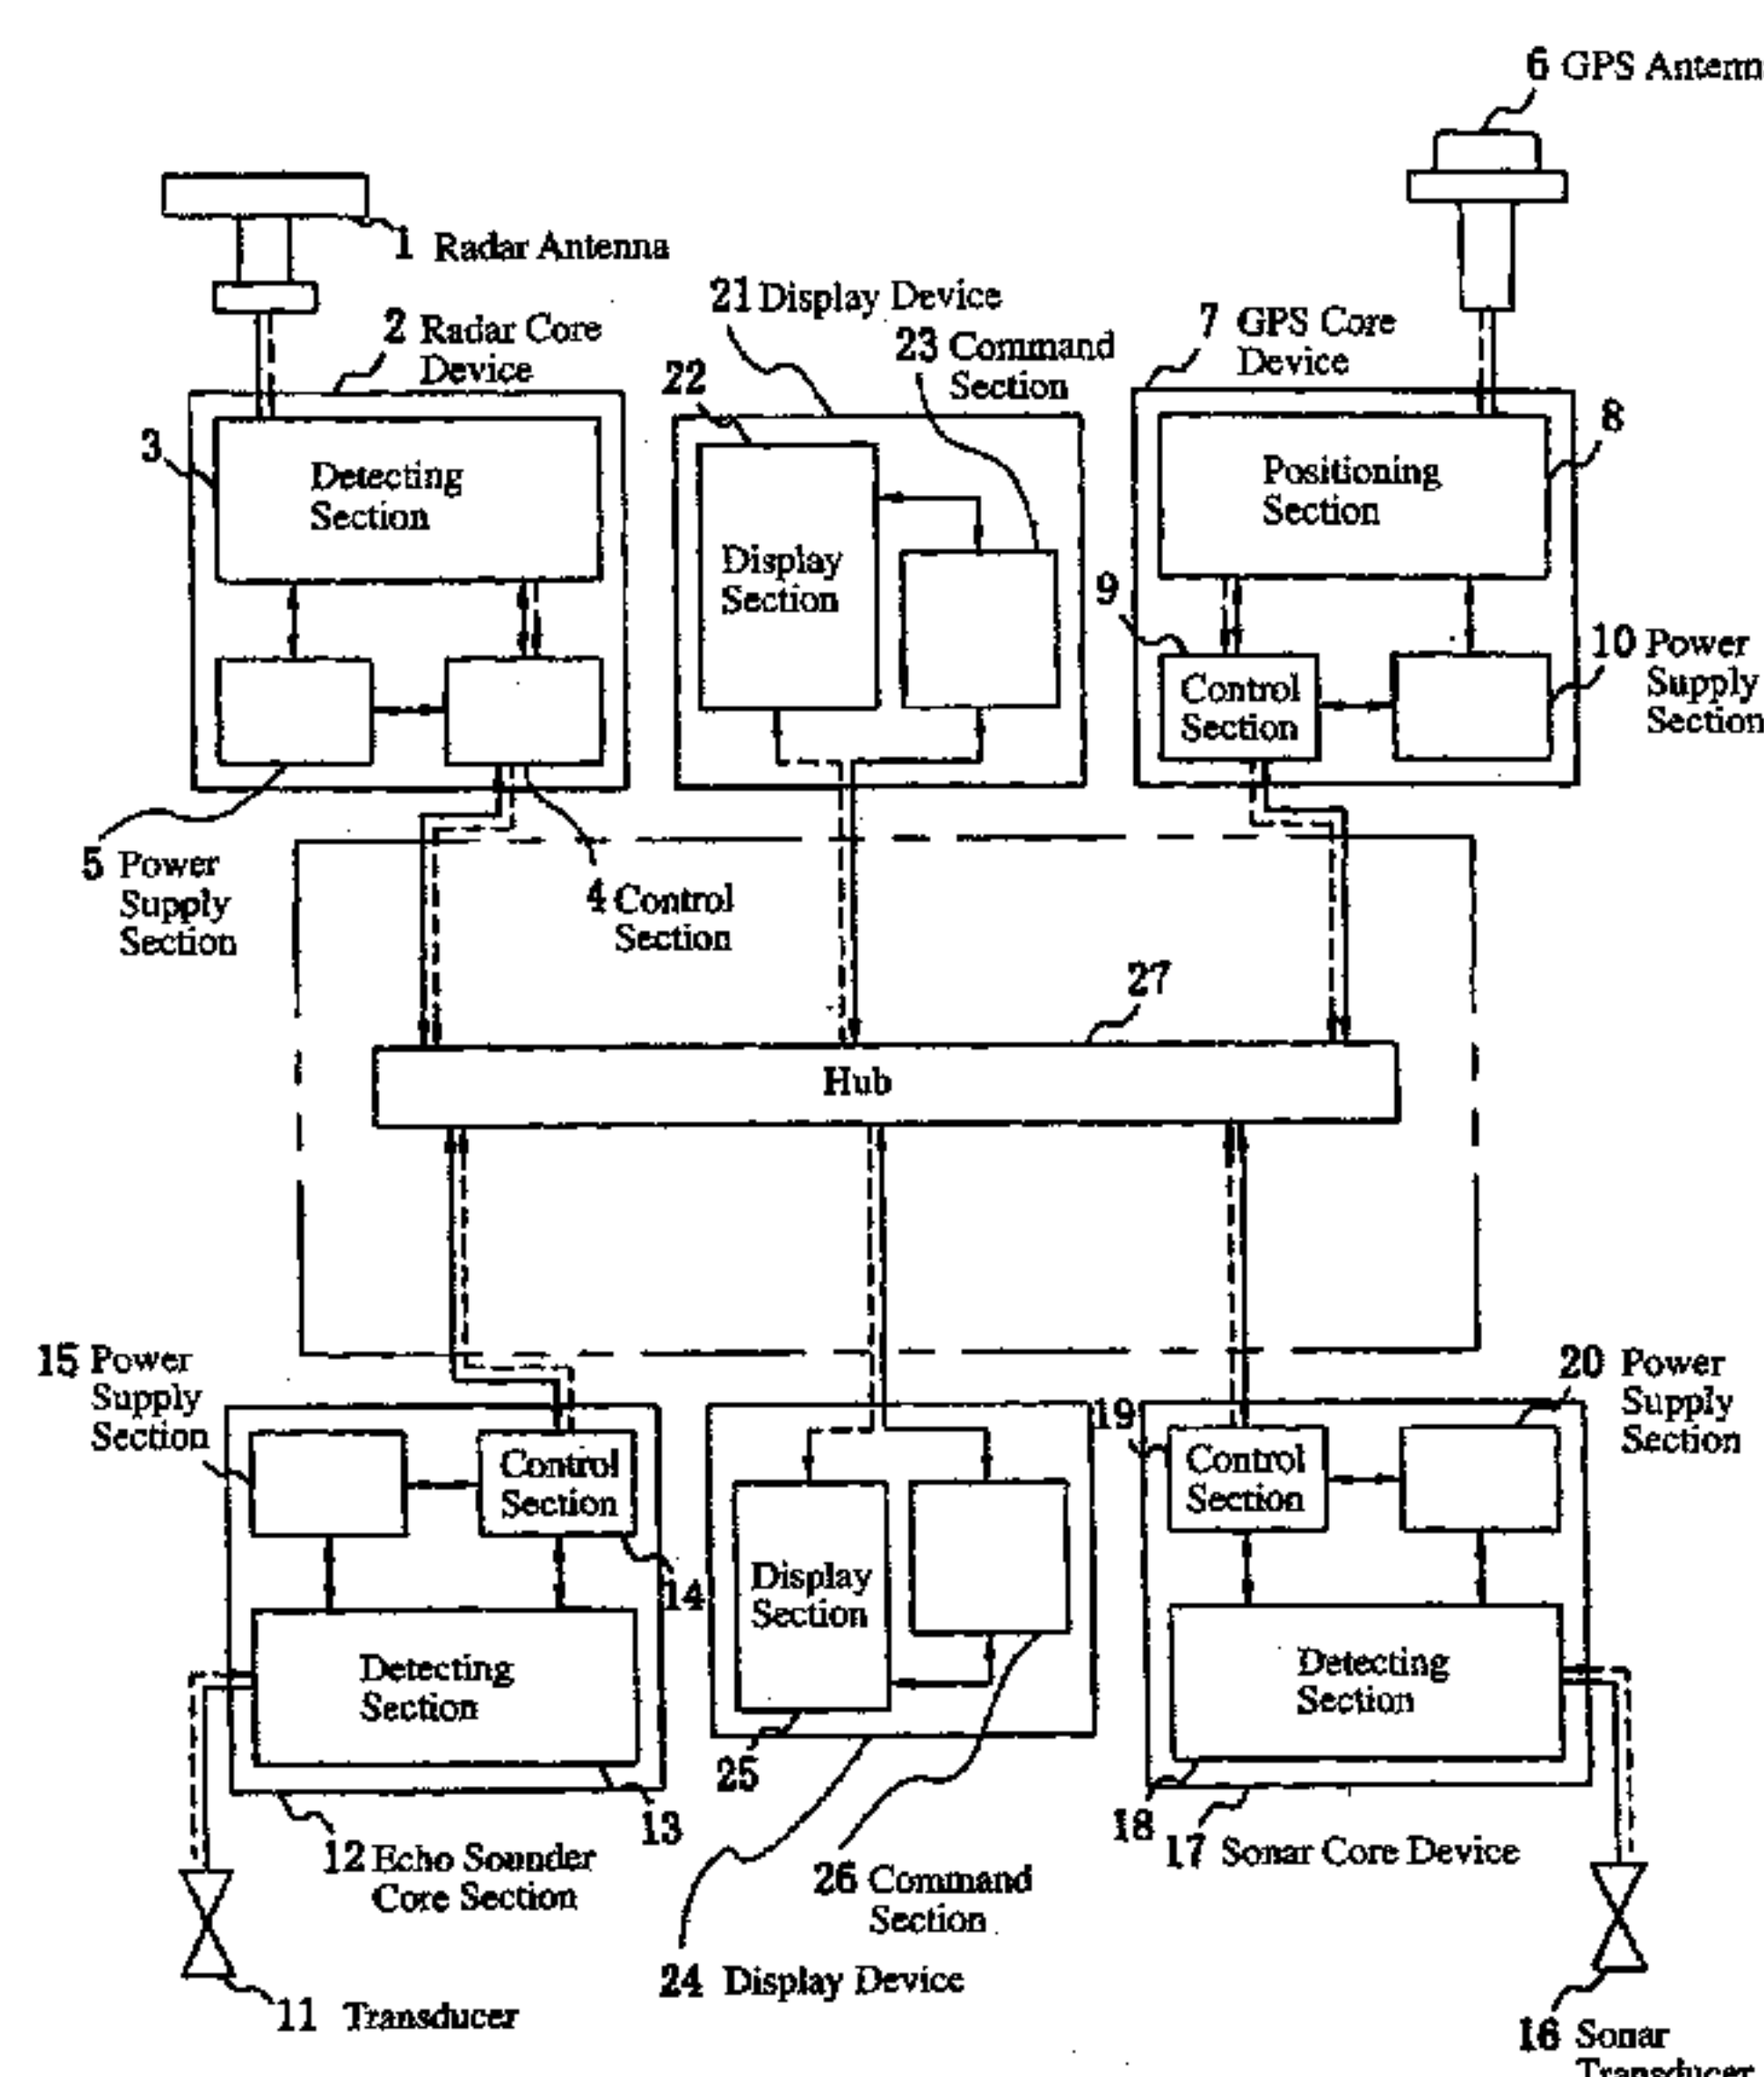 6 GPS Antenn
1 Radar Antenna
21 Display Device
2 Radar Core
Device
23 Command
Section
7 GPS Core
Device
22
3
Detecting
Section
Display
Section
8
Positioning
Section
9
Control
Section
10 Power
Supply
Section
5 Power
Supply
Section
4 Control
Section
27
Hub
15 Power
Supply
Section
Control
Section
14
Detecting
Section
13
12 Echo Sounder
Core Section
11 Transducer
Display
Section
25
26 Command
Section
24 Display Device
19
Control
Section
20 Power
Supply
Section
Detecting
Section
18
17 Sonar Core Device
16 Sonar
Transducer